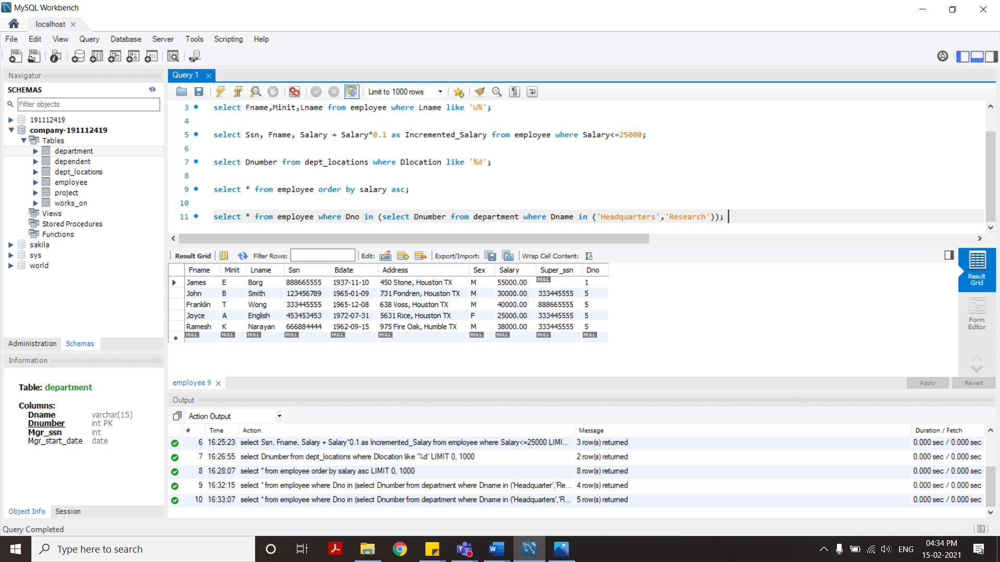 MySQL Workbench
localhost
File Edit View Query Database Server Tools Scripting Help
Navigator
SCHEMAS
Filter objects
191112419
company-191112419
Tables
department
dependent
dept_locations
employee
project
works_on
Views
Stored Procedures
Functions
sakila
sys
world
Administration Schemas
Information
Table: department
Columns:
Dname varchar(15)
Dnumber int PK
Mgr_ssn int
Mgr_start_date date
Object Info Session
Query 1
Limit to 1000 rows
3 select Fname,Minit,Lname from employee where Lname like 'W%';
4
5 select Ssn, Fname, Salary + Salary*0.1 as Incremented_Salary from employee where Salary<=25000;
6
7 select Dnumber from dept_locations where Dlocation like '%d';
8
9 select * from employee order by salary asc;
10
11 select * from employee where Dno in (select Dnumber from department where Dname in ('Headquarters','Research'));
Result Grid Filter Rows: Edit: Export/Import: Wrap Cell Content:
Fname Minit Lname Ssn Bdate Address Sex Salary Super_ssn Dno
James E Borg 888665555 1937-11-10 450 Stone, Houston TX M 55000.00 NULL 1
John B Smith 123456789 1965-01-09 731 Fondren, Houston TX M 30000.00 333445555 5
Franklin T Wong 333445555 1965-12-08 638 Voss, Houston TX M 40000.00 888665555 5
Joyce A English 453453453 1972-07-31 5631 Rice, Houston TX F 25000.00 333445555 5
Ramesh K Narayan 666884444 1962-09-15 975 Fire Oak, Humble TX M 38000.00 333445555 5
NULL NULL NULL NULL NULL NULL NULL NULL NULL NULL
Result
Grid
Form
Editor
employee 9
Apply Revert
Output
Action Output
# Time Action Message Duration / Fetch
6 16:25:23 select Ssn, Fname, Salary + Salary*0.1 as Incremented_Salary from employee where Salary<=25000 LIMI... 3 row(s) returned 0.000 sec / 0.000 sec
7 16:26:55 select Dnumber from dept_locations where Dlocation like '%d' LIMIT 0, 1000 2 row(s) returned 0.000 sec / 0.000 sec
8 16:28:07 select * from employee order by salary asc LIMIT 0, 1000 8 row(s) returned 0.000 sec / 0.000 sec
9 16:32:15 select * from employee where Dno in (select Dnumber from department where Dname in ('Headquarter','Re... 4 row(s) returned 0.000 sec / 0.000 sec
10 16:33:07 select * from employee where Dno in (select Dnumber from department where Dname in ('Headquarters','R... 5 row(s) returned 0.000 sec / 0.000 sec
Query Completed
Type here to search
ENG
04:34 PM
15-02-2021